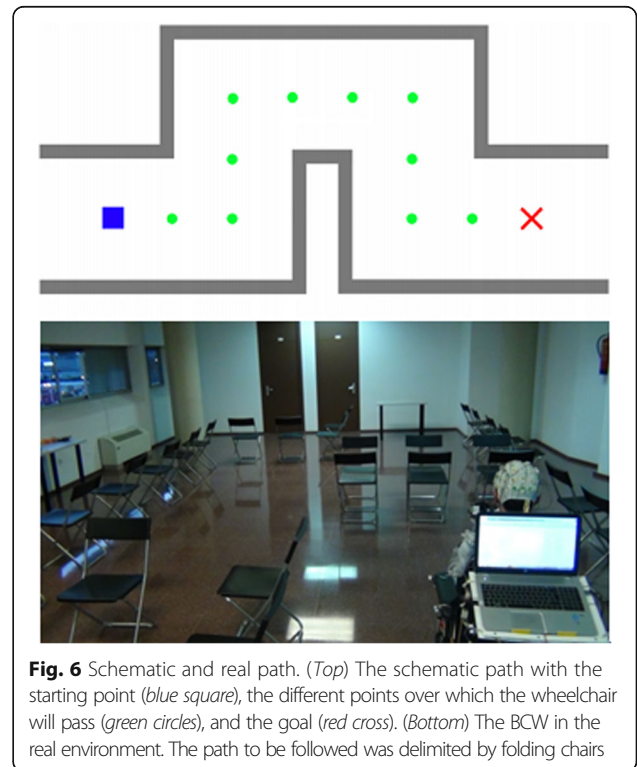 Fig. 6 Schematic and real path. (Top) The schematic path with the
starting point (blue square), the different points over which the wheelchair
will pass (green circles), and the goal (red cross). (Bottom) The BCW in the
real environment. The path to be followed was delimited by folding chairs